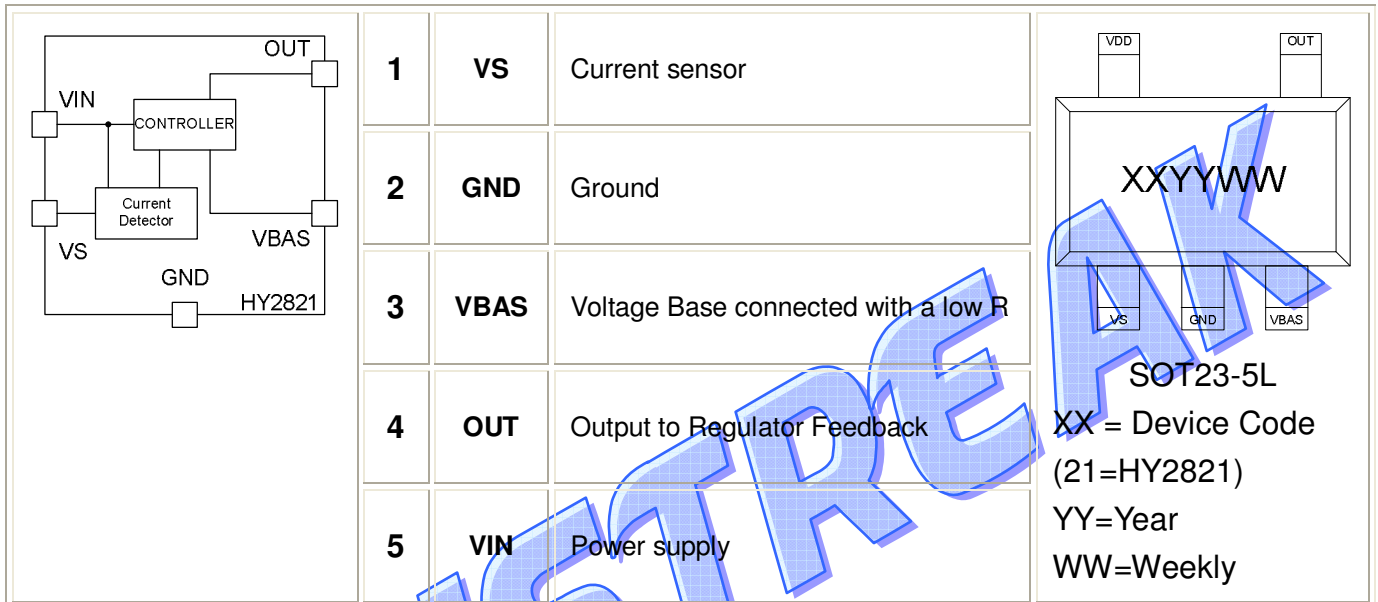 OUT
VIN
CONTROLLER
Current
Detector
VS
VBAS
GND
HY2821
1 VS Current sensor
2 GND Ground
3 VBAS Voltage Base connected with a low R
4 OUT Output to Regulator Feedback
5 VIN Power supply
VDD OUT
XXYYWW
VS GND VBAS
SOT23-5L
XX = Device Code
(21=HY2821)
YY=Year
WW=Weekly
STREAK